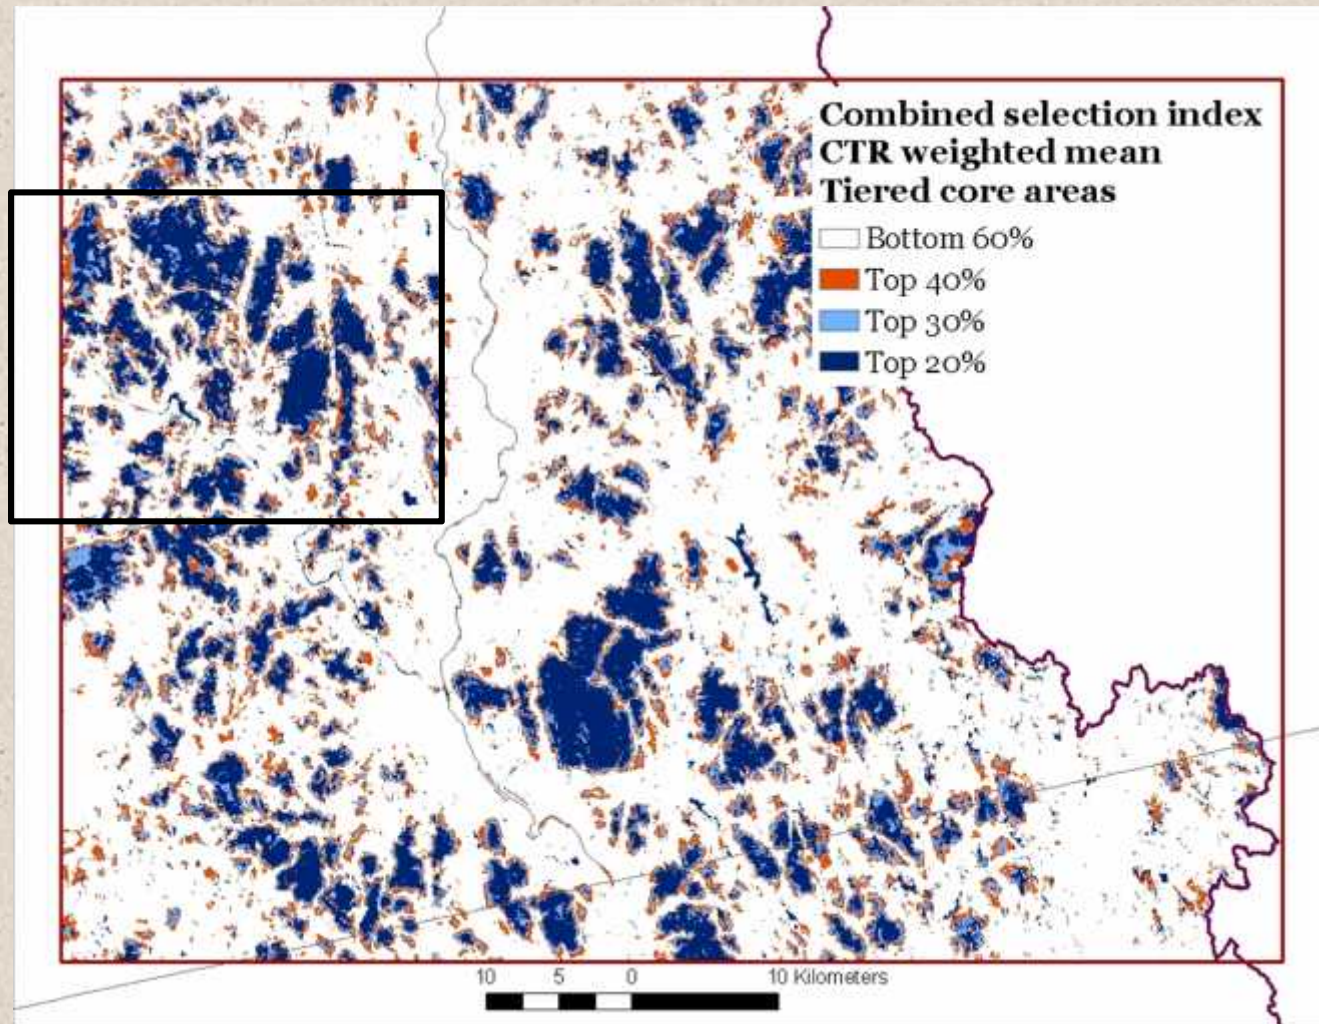 Combined selection index
CTR weighted mean
Tiered core areas
Bottom 60%
Top 40%
Top 30%
Top 20%
10 5 0 10 Kilometers